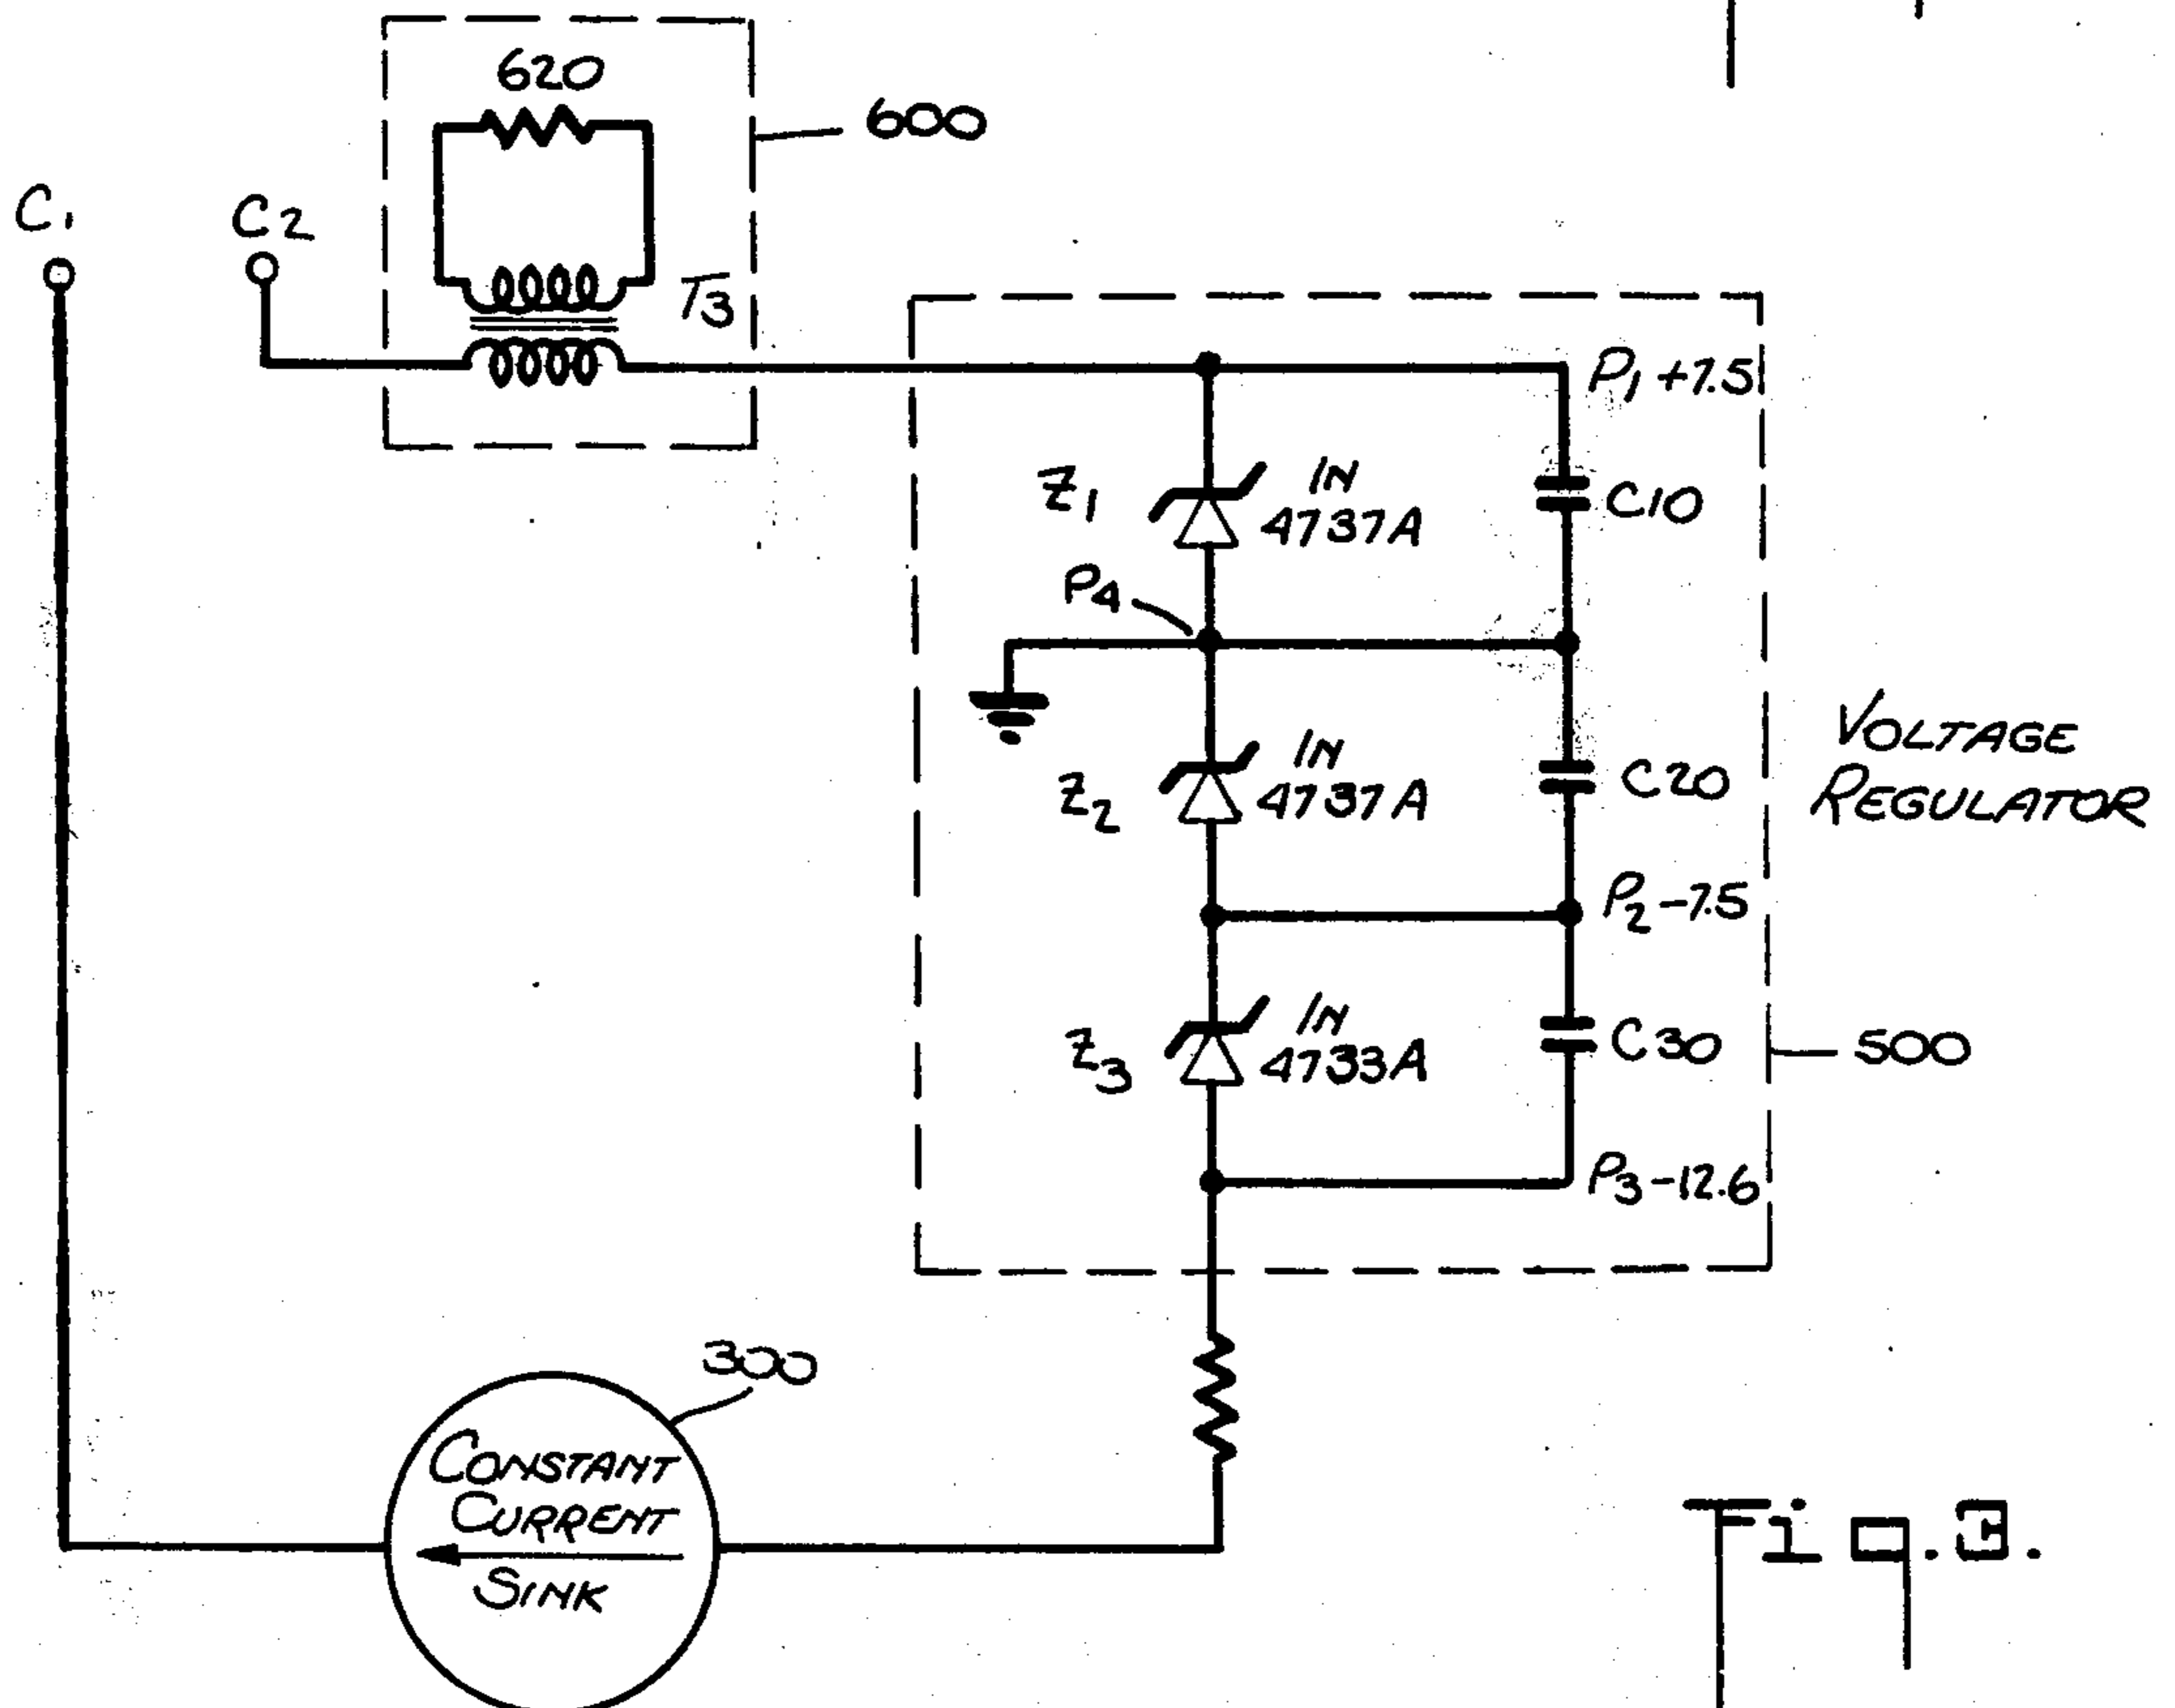 620
600
C1
C2
T3
P1 +7.5
Z1
IN
4737A
C10
P4
VOLTAGE
REGULATOR
Z2
IN
4737A
C20
P2 -7.5
Z3
IN
4733A
C30
500
P3 -12.6
300
CONSTANT
CURRENT
SINK
Fig.3.